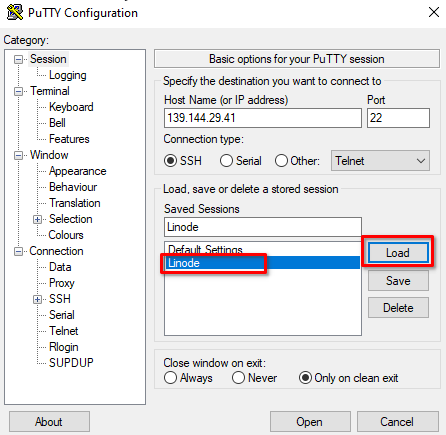 PuTTY Configuration
Category:
Session
Logging
Terminal
Keyboard
Bell
Features
Window
Appearance
Behaviour
Translation
Selection
Colours
Connection
Data
Proxy
SSH
Serial
Telnet
Rlogin
SUPDUP
Basic options for your PuTTY session
Specify the destination you want to connect to
Host Name (or IP address) Port
139.144.29.41 22
Connection type:
SSH Serial Other: Telnet
Load, save or delete a stored session
Saved Sessions
Linode
Default Settings
Linode
Load
Save
Delete
Close window on exit:
Always Never Only on clean exit
About Open Cancel